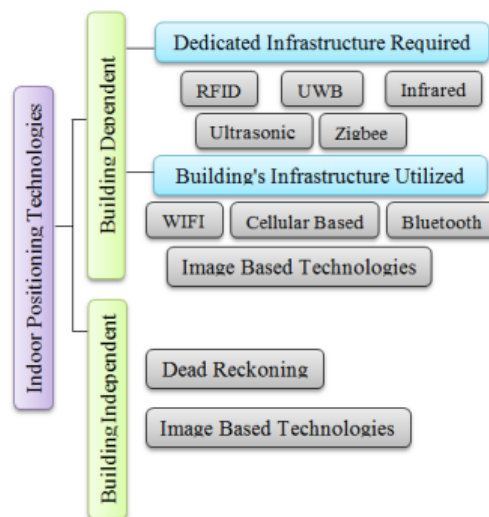 Indoor Positioning Technologies
Building Dependent
Dedicated Infrastructure Required
RFID
UWB
Infrared
Ultrasonic
Zigbee
Building's Infrastructure Utilized
WIFI
Cellular Based
Bluetooth
Image Based Technologies
Building Independent
Dead Reckoning
Image Based Technologies